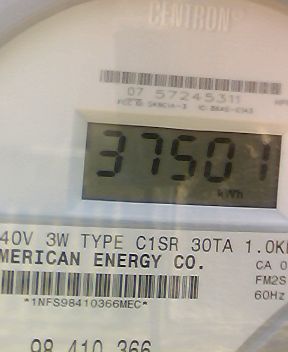 CENTRON®
07 57245311
37501
kWh
40V 3W TYPE C1SR 30TA 1.0K
MERICAN ENERGY CO.
CA 0
FM2S
60Hz
*1NFS98410366MEC*
98 410 366